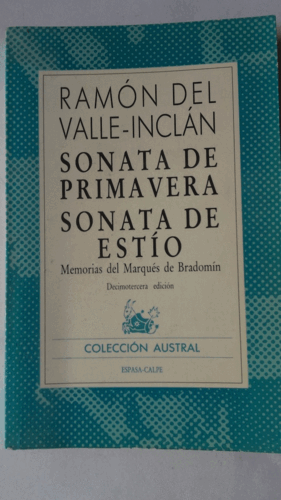 RAMÓN DEL
VALLE-INCLÁN
SONATA DE
PRIMAVERA
SONATA DE
ESTÍO
Memorias del Marqués de Bradomín
Decimotercera edición
COLECCIÓN AUSTRAL
ESPASA-CALPE